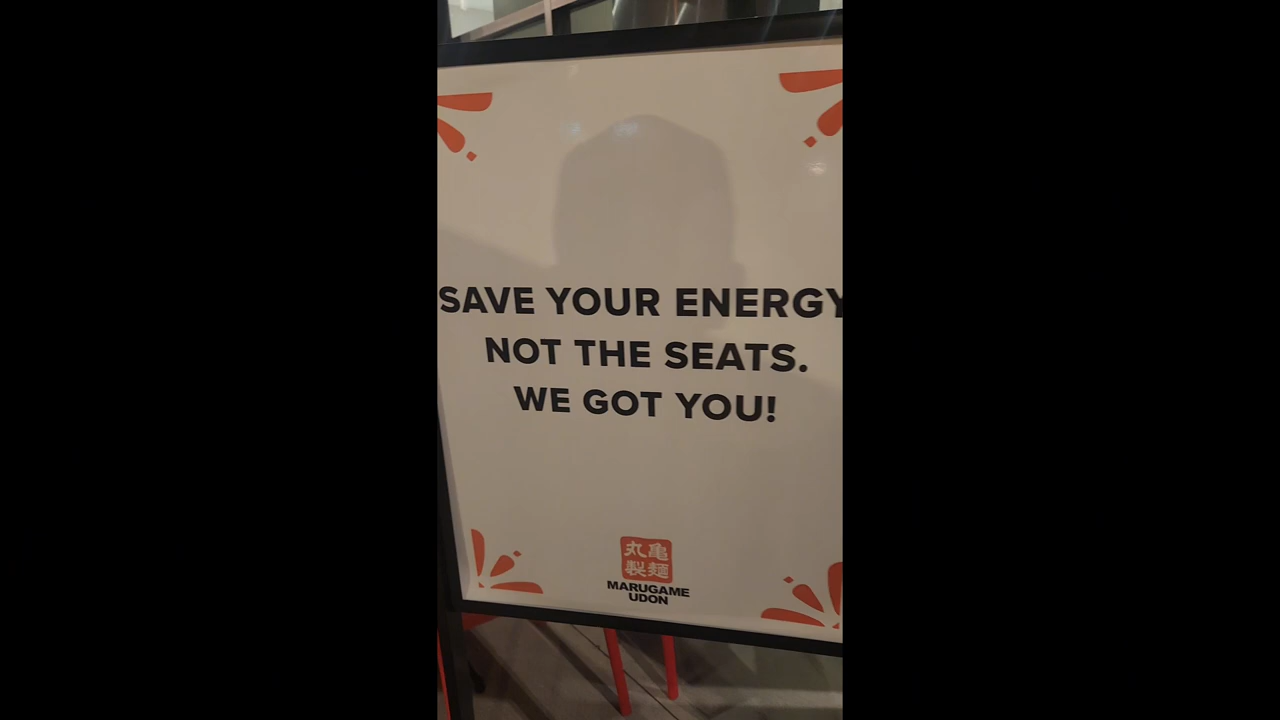 SAVE YOUR ENERGY
NOT THE SEATS.
WE GOT YOU!
丸亀
製麺
MARUGAME
UDON